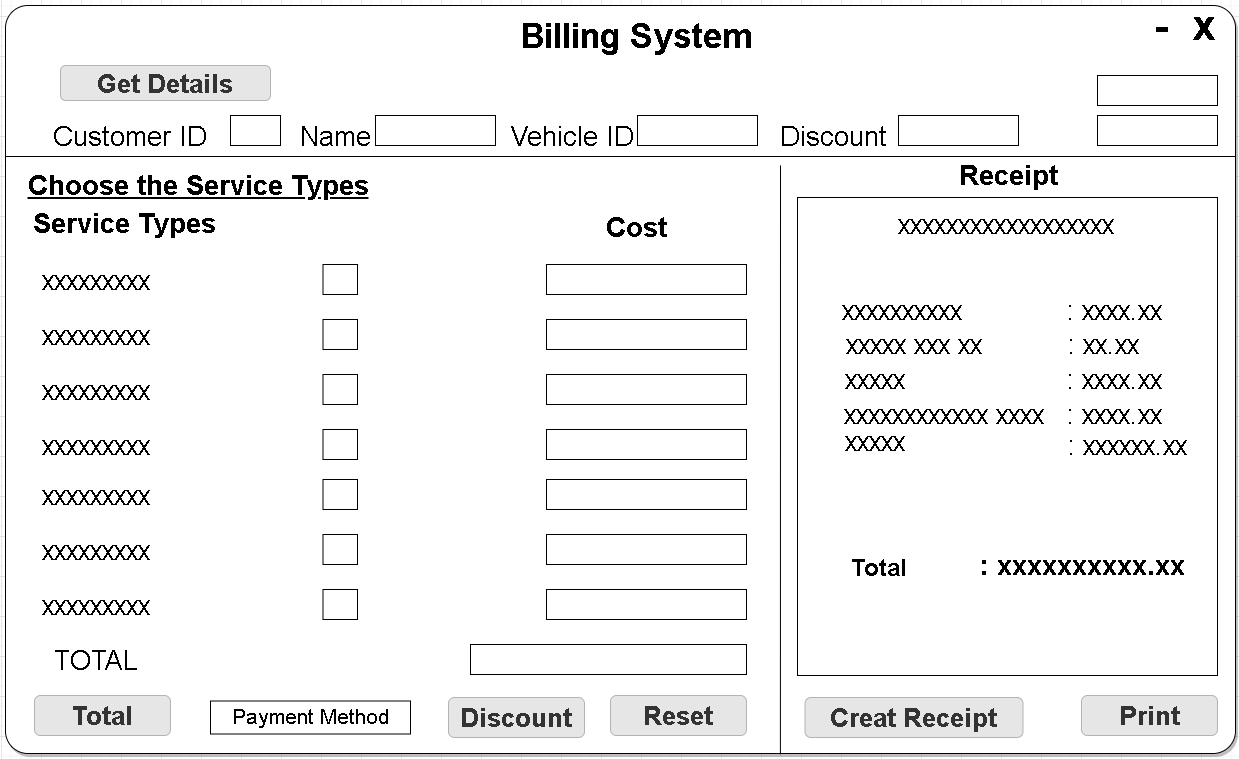 Billing System
- X
Get Details
Customer ID Name Vehicle ID Discount
Choose the Service Types
Service Types Cost
xxxxxxxxx
xxxxxxxxx
xxxxxxxxx
xxxxxxxxx
xxxxxxxxx
xxxxxxxxx
xxxxxxxxx
TOTAL
Total Payment Method Discount Reset
Receipt
xxxxxxxxxxxxxxxxxx
xxxxxxxxxx : xxxx.xx
xxxxx xxx xx : xx.xx
xxxxx : xxxx.xx
xxxxxxxxxxxx xxxx : xxxx.xx
xxxxx : xxxxxx.xx
Total : xxxxxxxxxx.xx
Creat Receipt Print